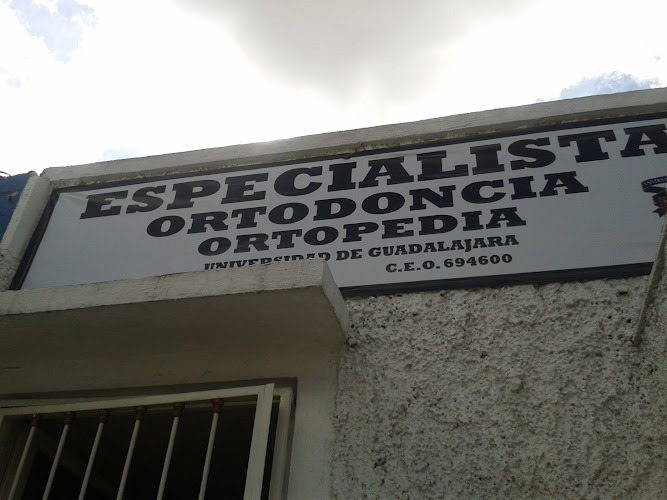 ESPECIALISTA
ORTODONCIA
ORTOPEDIA
UNIVERSIDAD DE GUADALAJARA
C.E.O. 694600